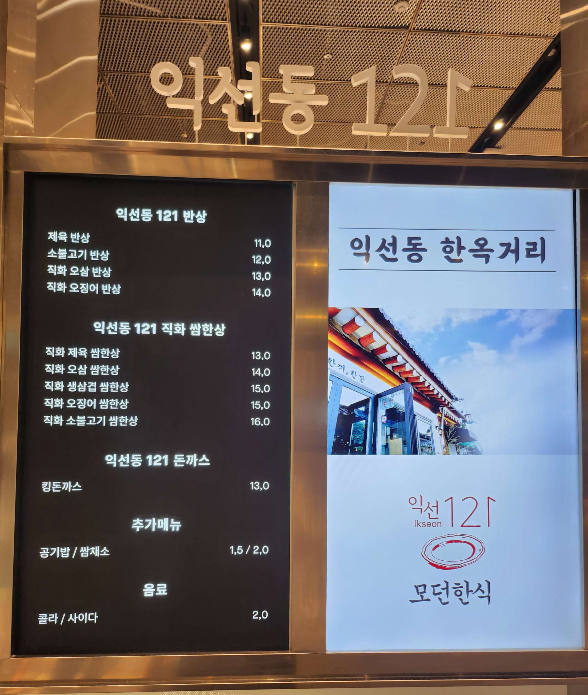 익선동 121
익선동 121 반상
제육 반상 11.0
소불고기 반상 12.0
직화 오삼 반상 13.0
직화 오징어 반상 14.0
익선동 121 직화 쌈한상
직화 제육 쌈한상 13.0
직화 오삼 쌈한상 14.0
직화 생삼겹 쌈한상 15.0
직화 오징어 쌈한상 15.0
직화 소불고기 쌈한상 16.0
익선동 121 돈까스
킹돈까스 13.0
추가메뉴
공기밥 / 쌈채소 1.5 / 2.0
음료
콜라 / 사이다 2.0
익선동 한옥거리
익선 121
ikseon
모던한식